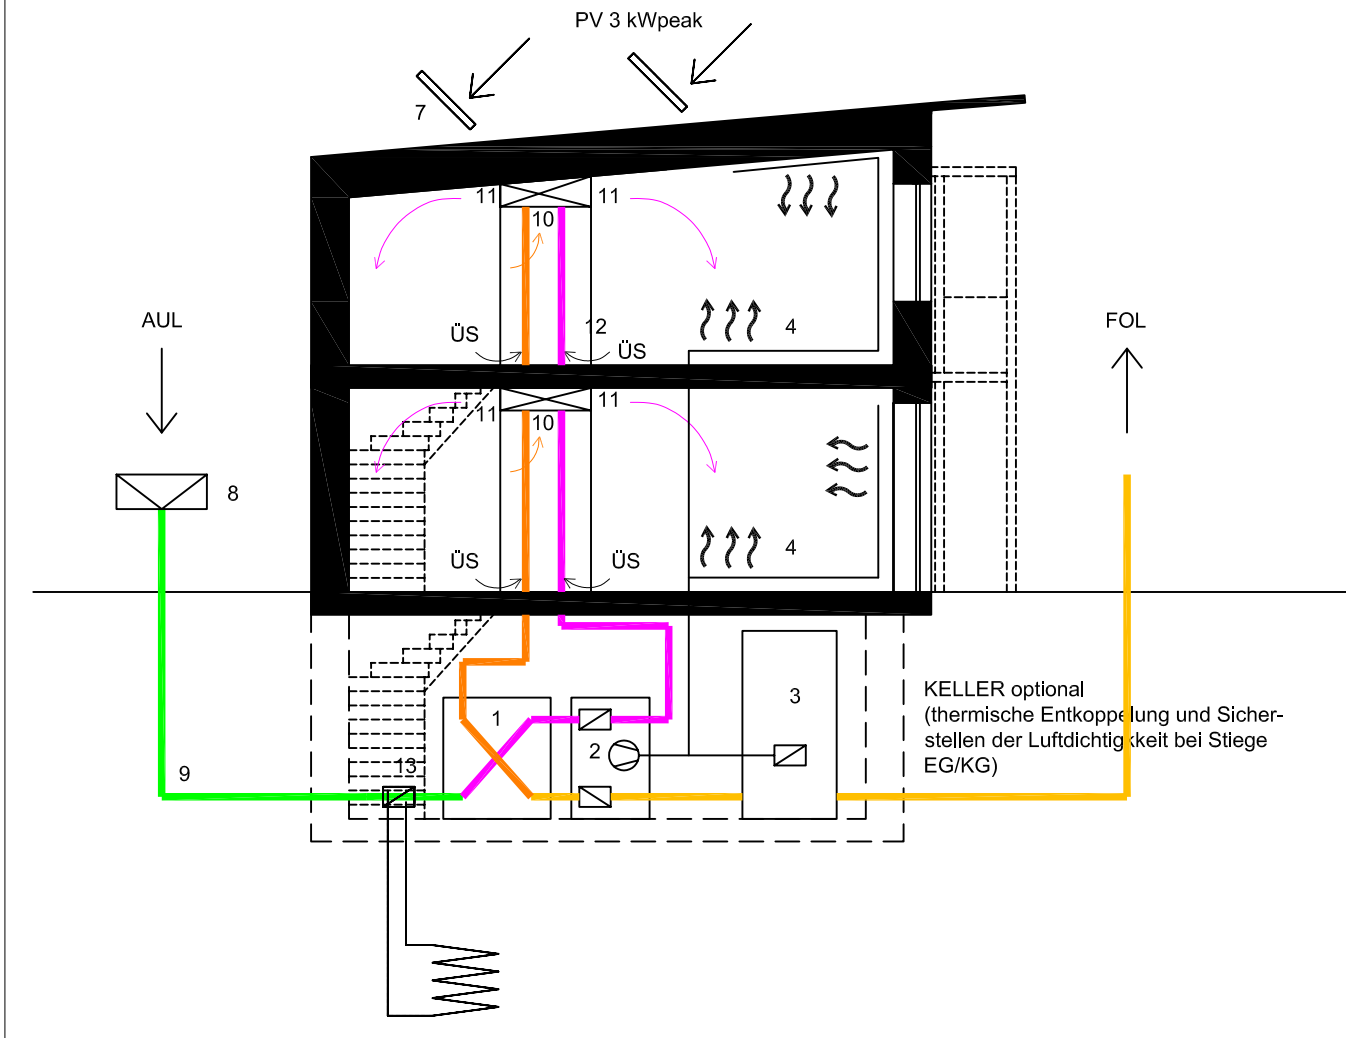 PV 3 kWpeak
7
11
11
10
AUL
FOL
ÜS
12
ÜS
4
11
11
10
8
ÜS
ÜS
4
KELLER optional
(thermische Entkoppelung und Sicher-
stellen der Luftdichtigkkeit bei Stiege
EG/KG)
1
3
2
9
13